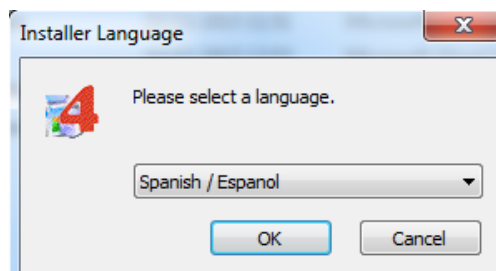 Installer Language
Please select a language.
Spanish / Espanol
OK
Cancel